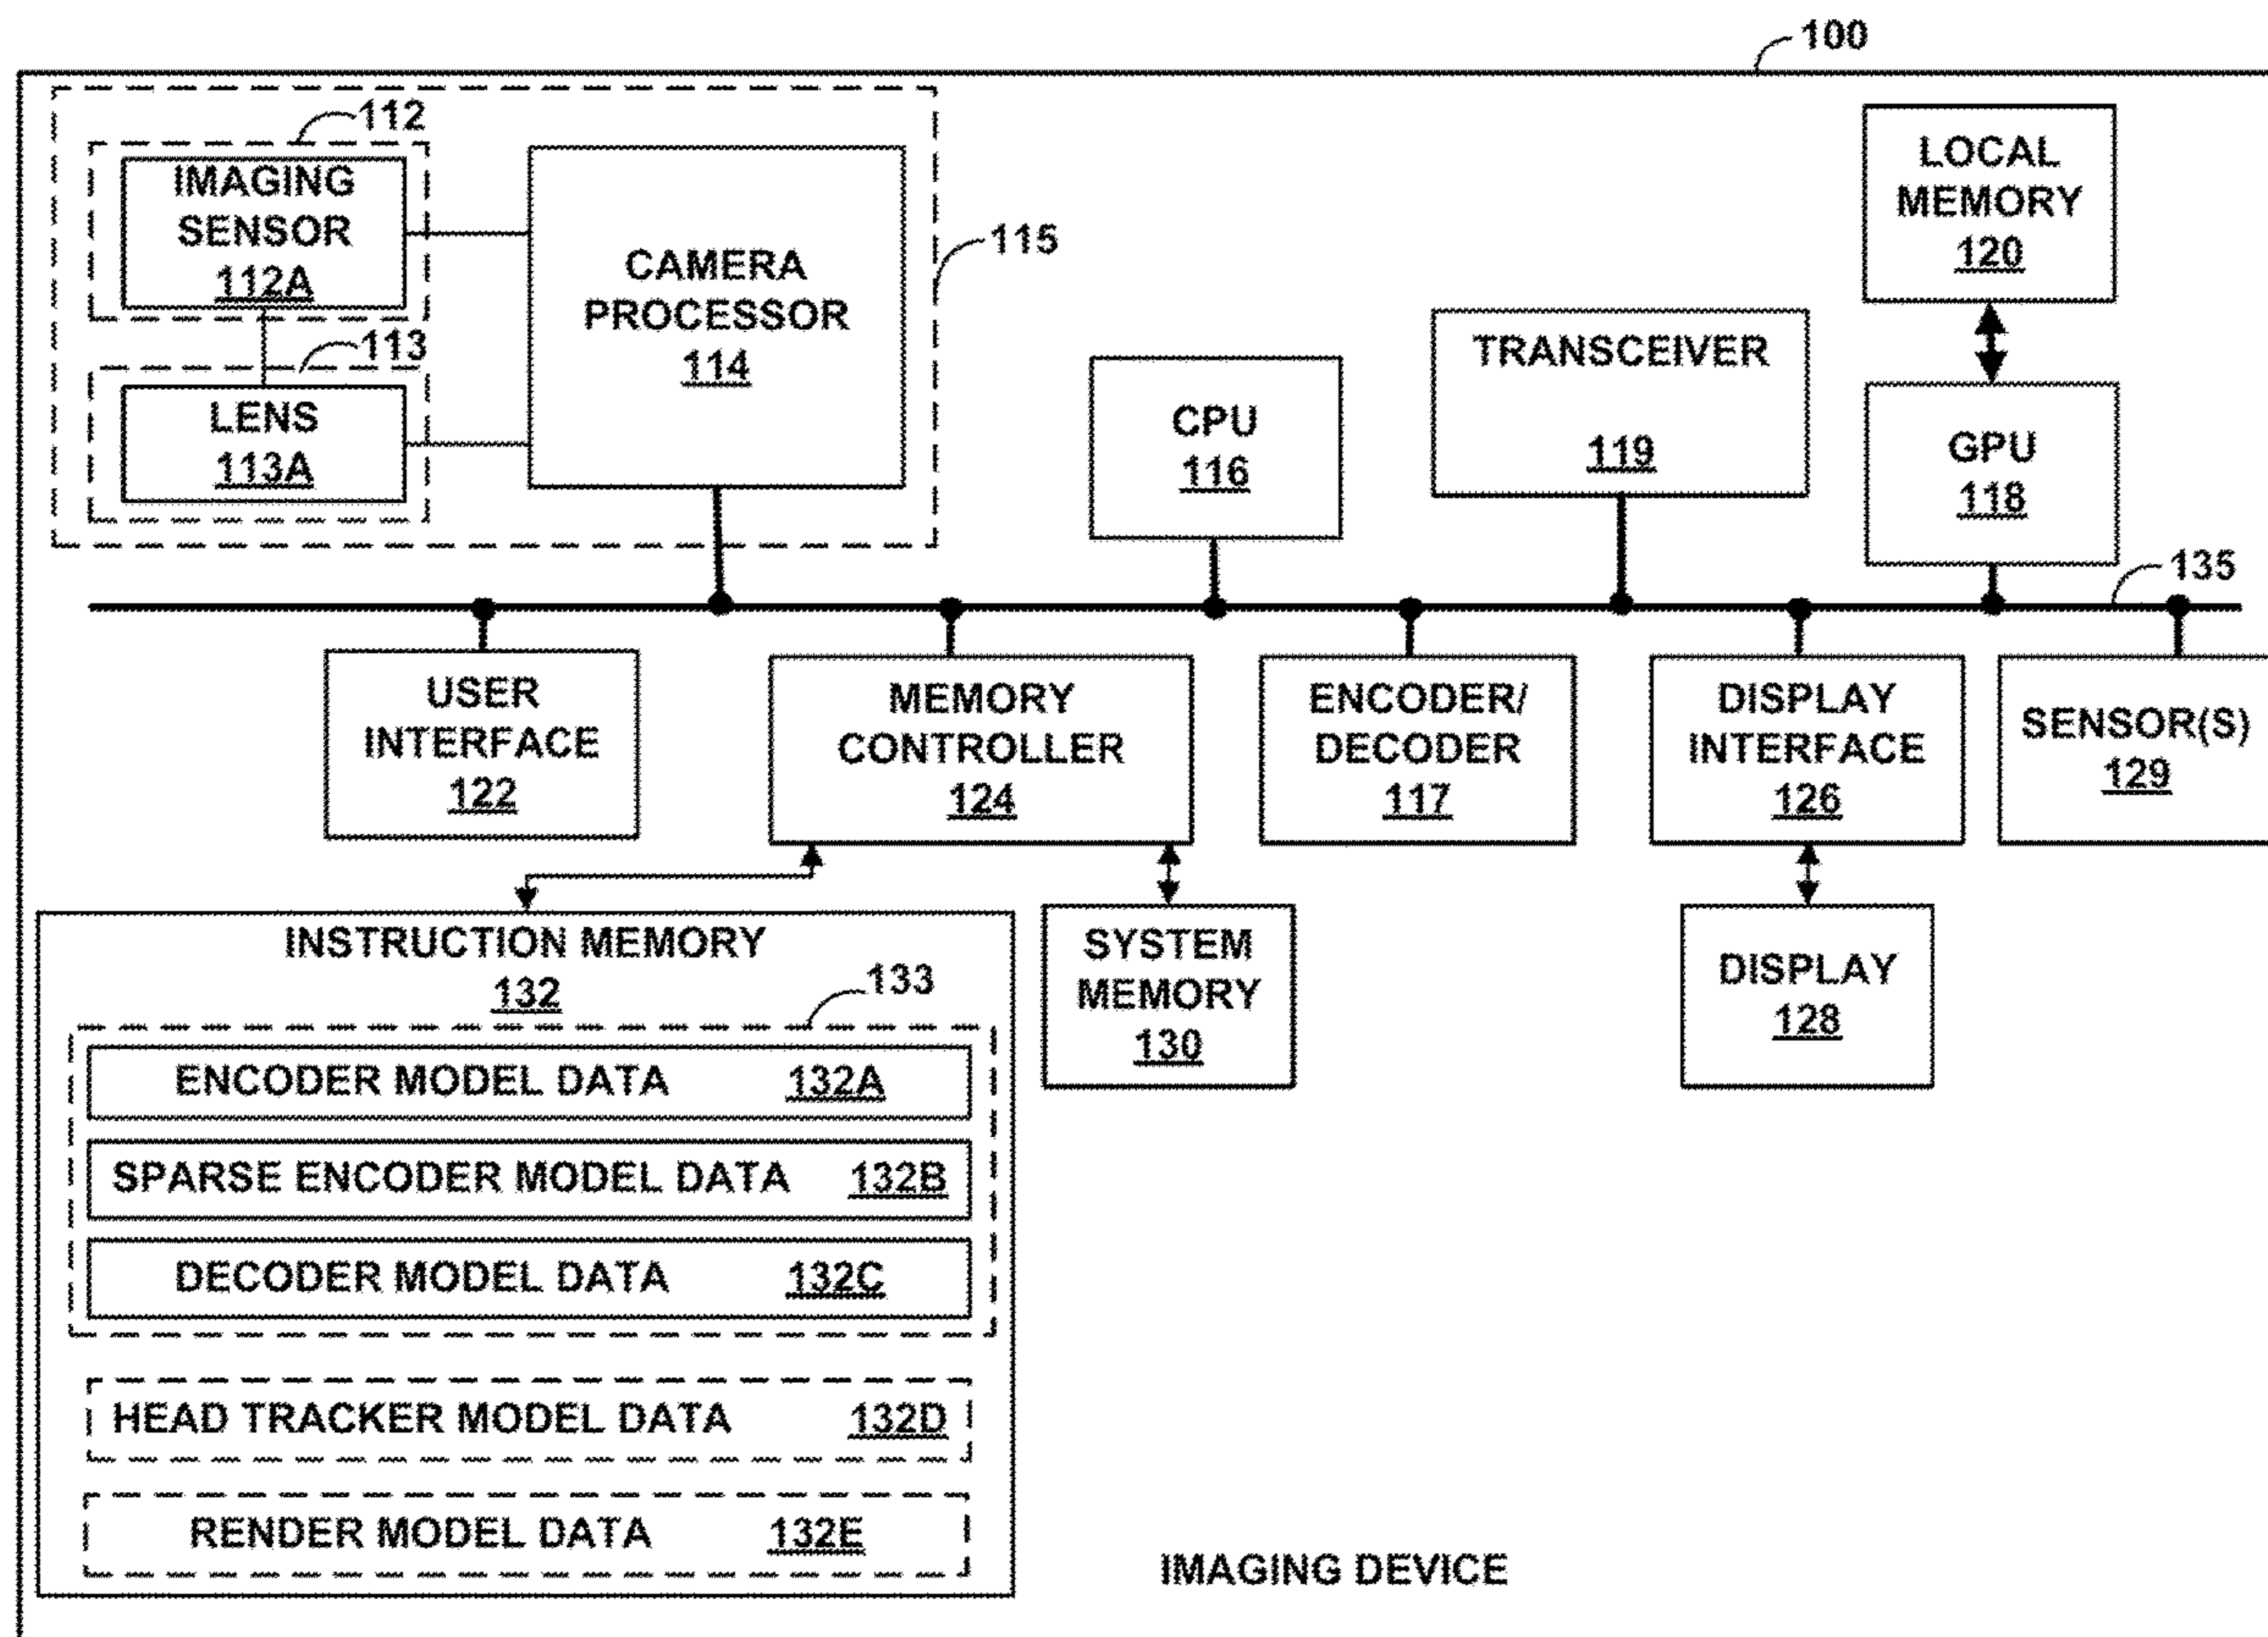 100
112
IMAGING
SENSOR
112A
113
LENS
113A
CAMERA
PROCESSOR
114
115
CPU
116
TRANSCEIVER
119
LOCAL
MEMORY
120
GPU
118
135
USER
INTERFACE
122
MEMORY
CONTROLLER
124
ENCODER/
DECODER
117
DISPLAY
INTERFACE
126
SENSOR(S)
129
INSTRUCTION MEMORY
132
133
ENCODER MODEL DATA 132A
SPARSE ENCODER MODEL DATA 132B
DECODER MODEL DATA 132C
HEAD TRACKER MODEL DATA 132D
RENDER MODEL DATA 132E
SYSTEM
MEMORY
130
DISPLAY
128
IMAGING DEVICE